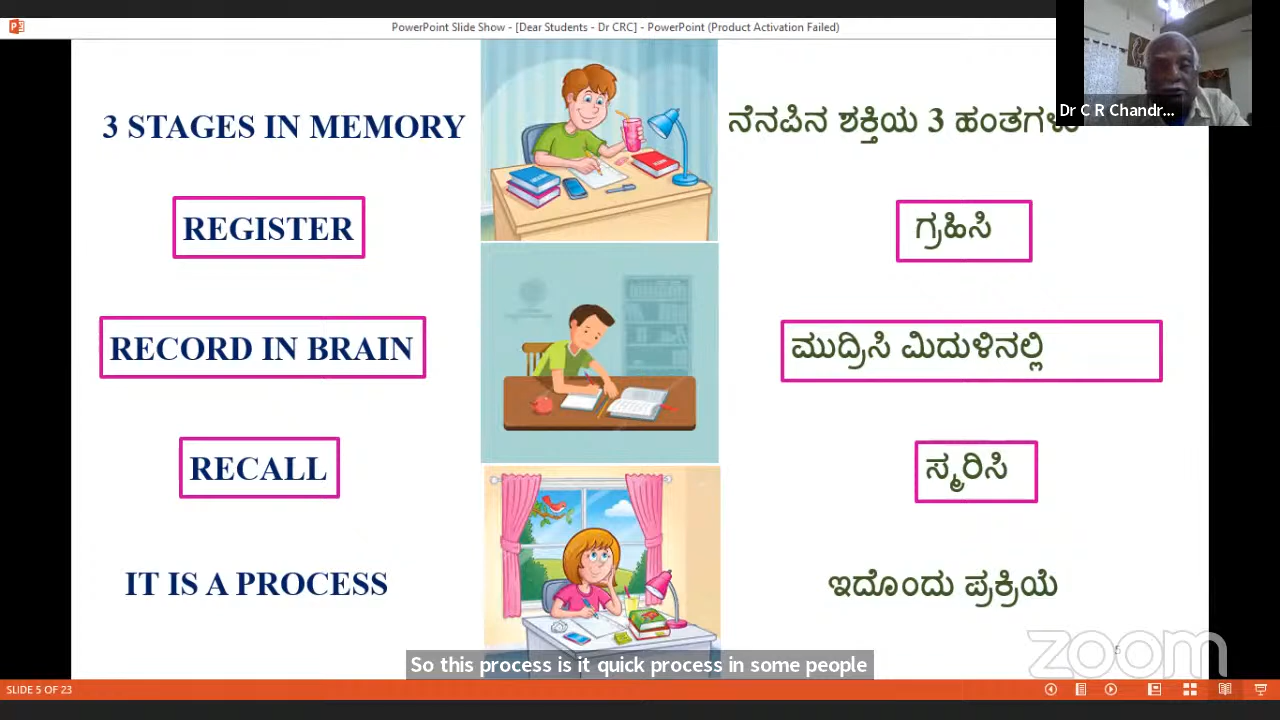 PowerPoint Slide Show - [Dear Students - Dr CRC] - PowerPoint (Product Activation Failed)
Dr C R Chandr...
3 STAGES IN MEMORY
ನೆನಪಿನ ಶಕ್ತಿಯ 3 ಹಂತಗಳು
REGISTER
ಗ್ರಹಿಸಿ
RECORD IN BRAIN
ಮುದ್ರಿಸಿ ಮಿದುಳಿನಲ್ಲಿ
RECALL
ಸ್ಮರಿಸಿ
IT IS A PROCESS
ಇದೊಂದು ಪ್ರಕ್ರಿಯೆ
zoom
5
So this process is it quick process in some people
SLIDE 5 OF 23